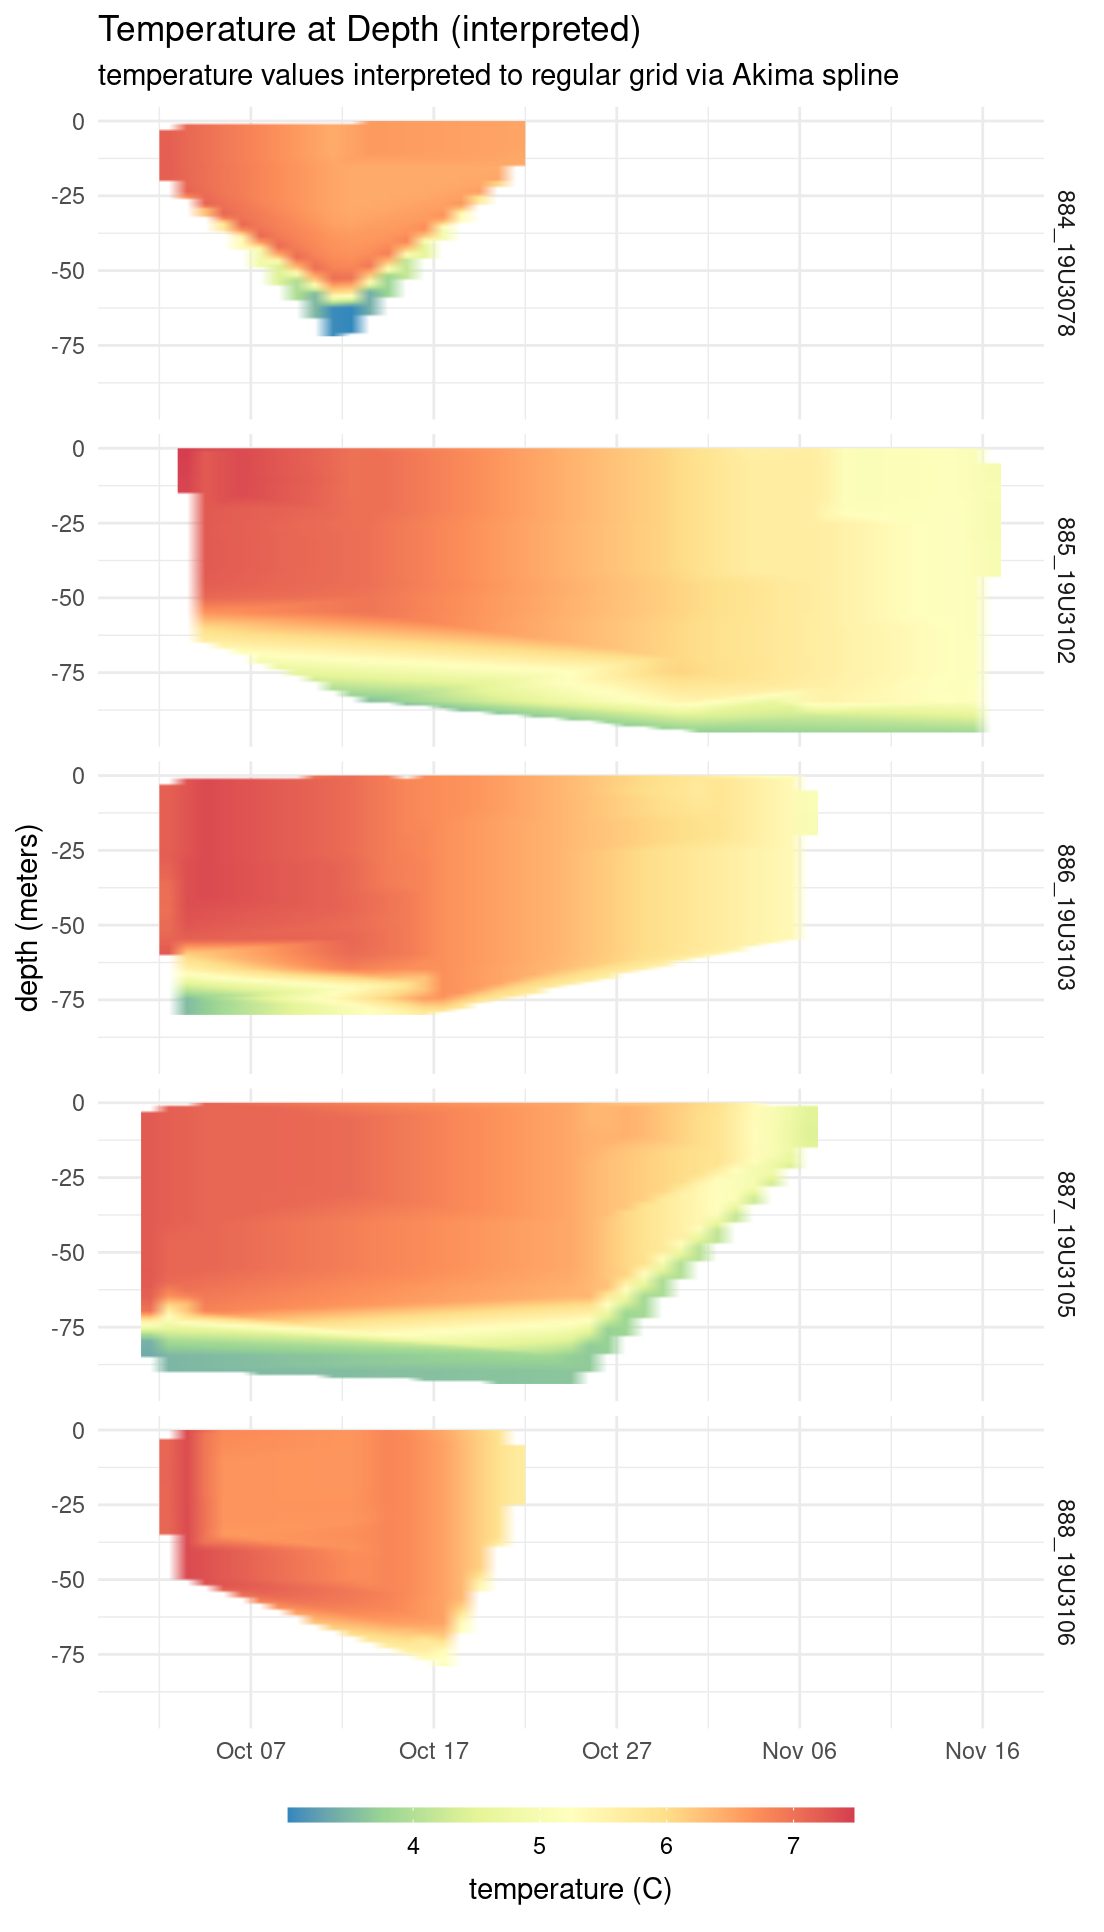 Temperature at Depth (interpreted)
temperature values interpreted to regular grid via Akima spline
0
-25
-50
-75
884_19U3078
0
-25
-50
-75
885_19U3102
0
-25
-50
-75
886_19U3103
depth (meters)
0
-25
-50
-75
887_19U3105
0
-25
-50
-75
888_19U3106
Oct 07 Oct 17 Oct 27 Nov 06 Nov 16
4 5 6 7
temperature (C)